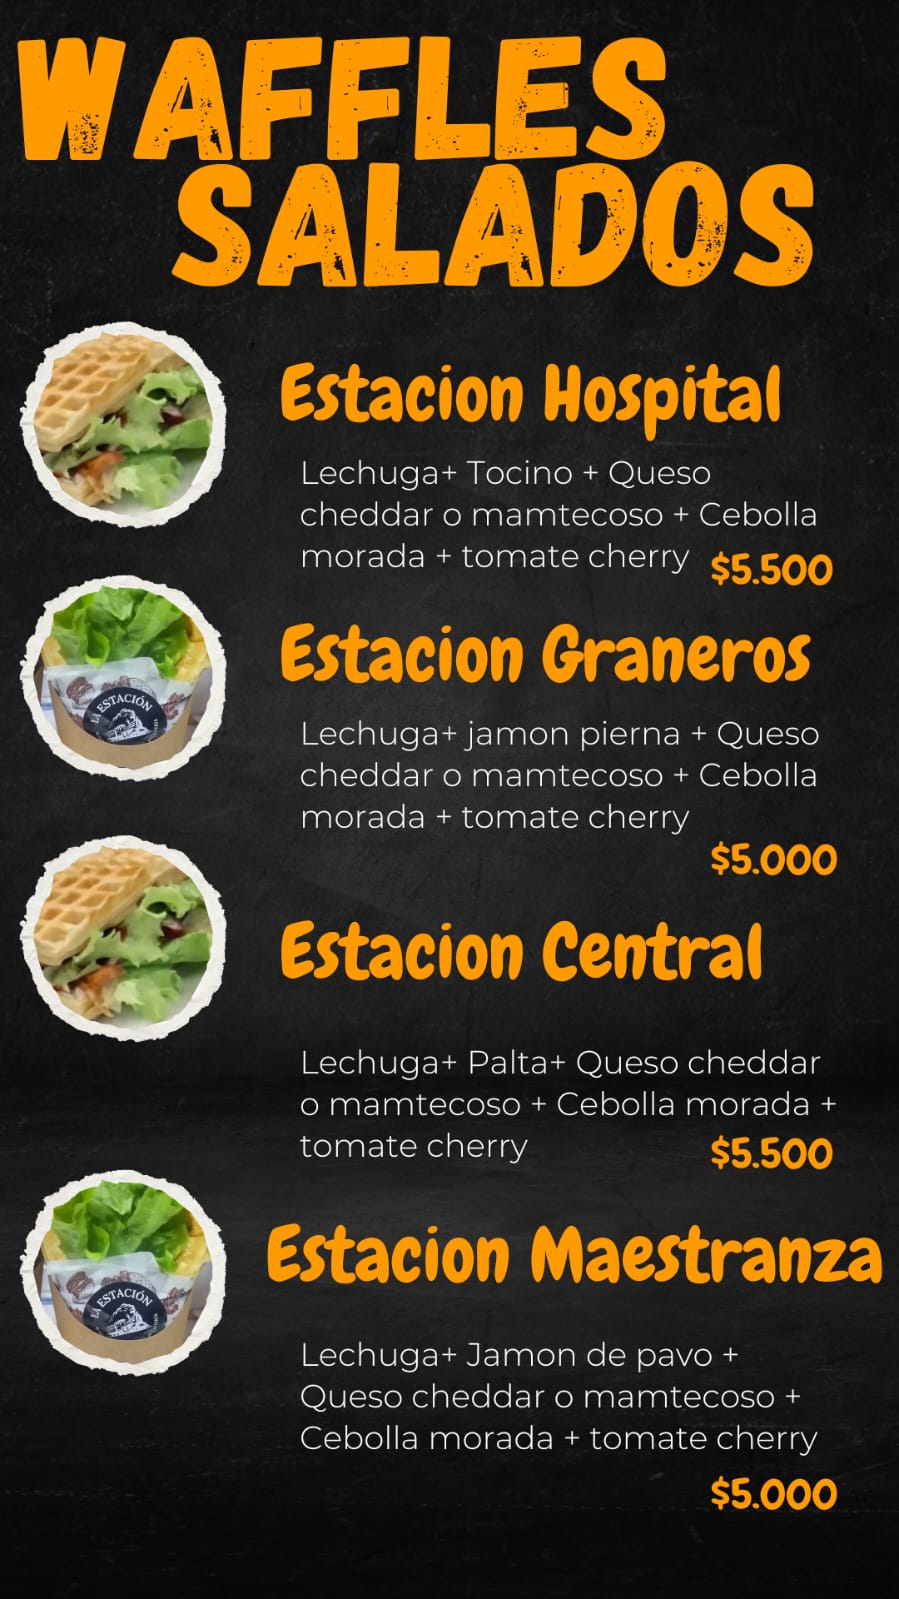 WAFFLES
SALADOS
Estacion Hospital
Lechuga+ Tocino + Queso
cheddar o mamtecoso + Cebolla
morada + tomate cherry
$5.500
Estacion Graneros
LA ESTACIÓN
Lechuga+ jamon pierna + Queso
cheddar o mamtecoso + Cebolla
morada + tomate cherry
$5.000
Estacion Central
Lechuga+ Palta+ Queso cheddar
o mamtecoso + Cebolla morada +
tomate cherry
$5.500
Estacion Maestranza
LA ESTACIÓN
Lechuga+ Jamon de pavo +
Queso cheddar o mamtecoso +
Cebolla morada + tomate cherry
$5.000